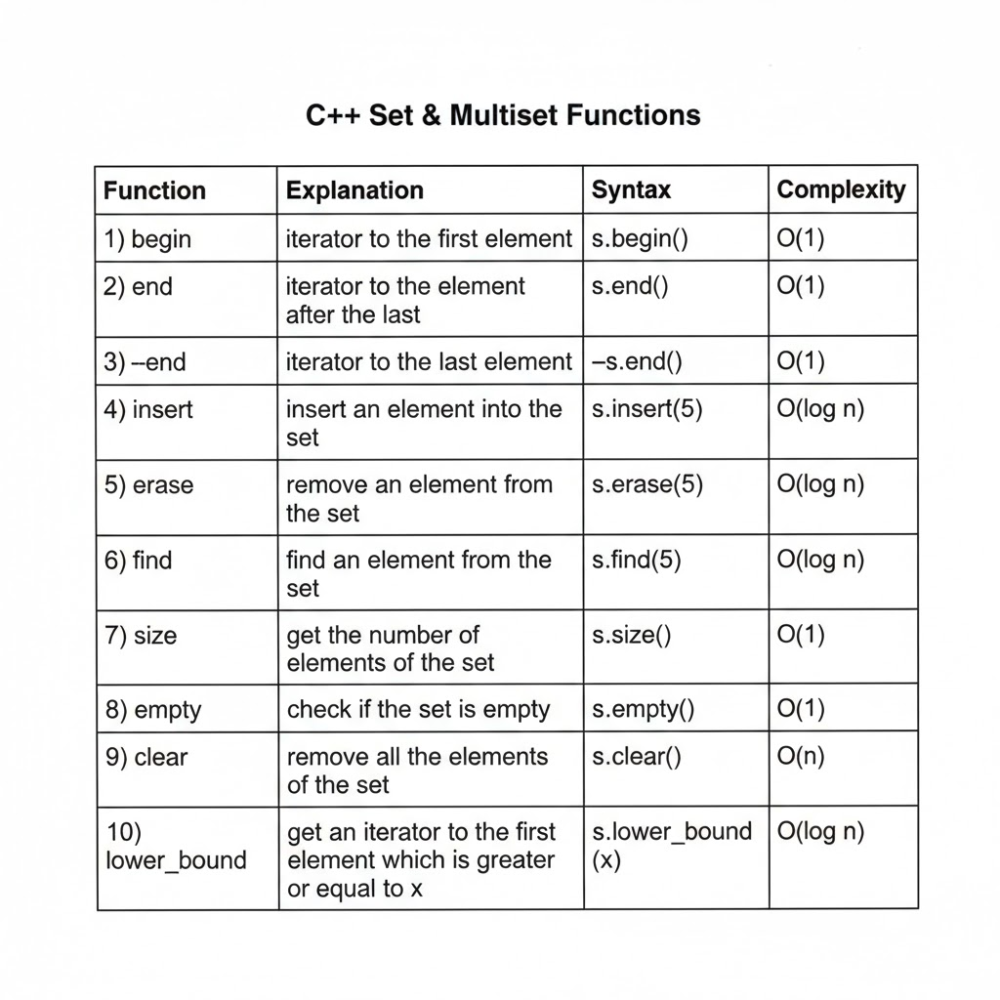 C++ Set & Multiset Functions
Function Explanation Syntax Complexity
1) begin iterator to the first element s.begin() O(1)
2) end iterator to the element s.end() O(1)
after the last
3) –end iterator to the last element –s.end() O(1)
4) insert insert an element into the s.insert(5) O(log n)
set
5) erase remove an element from s.erase(5) O(log n)
the set
6) find find an element from the s.find(5) O(log n)
set
7) size get the number of s.size() O(1)
elements of the set
8) empty check if the set is empty s.empty() O(1)
9) clear remove all the elements s.clear() O(n)
of the set
10) get an iterator to the first s.lower_bound O(log n)
lower_bound element which is greater (x)
or equal to x